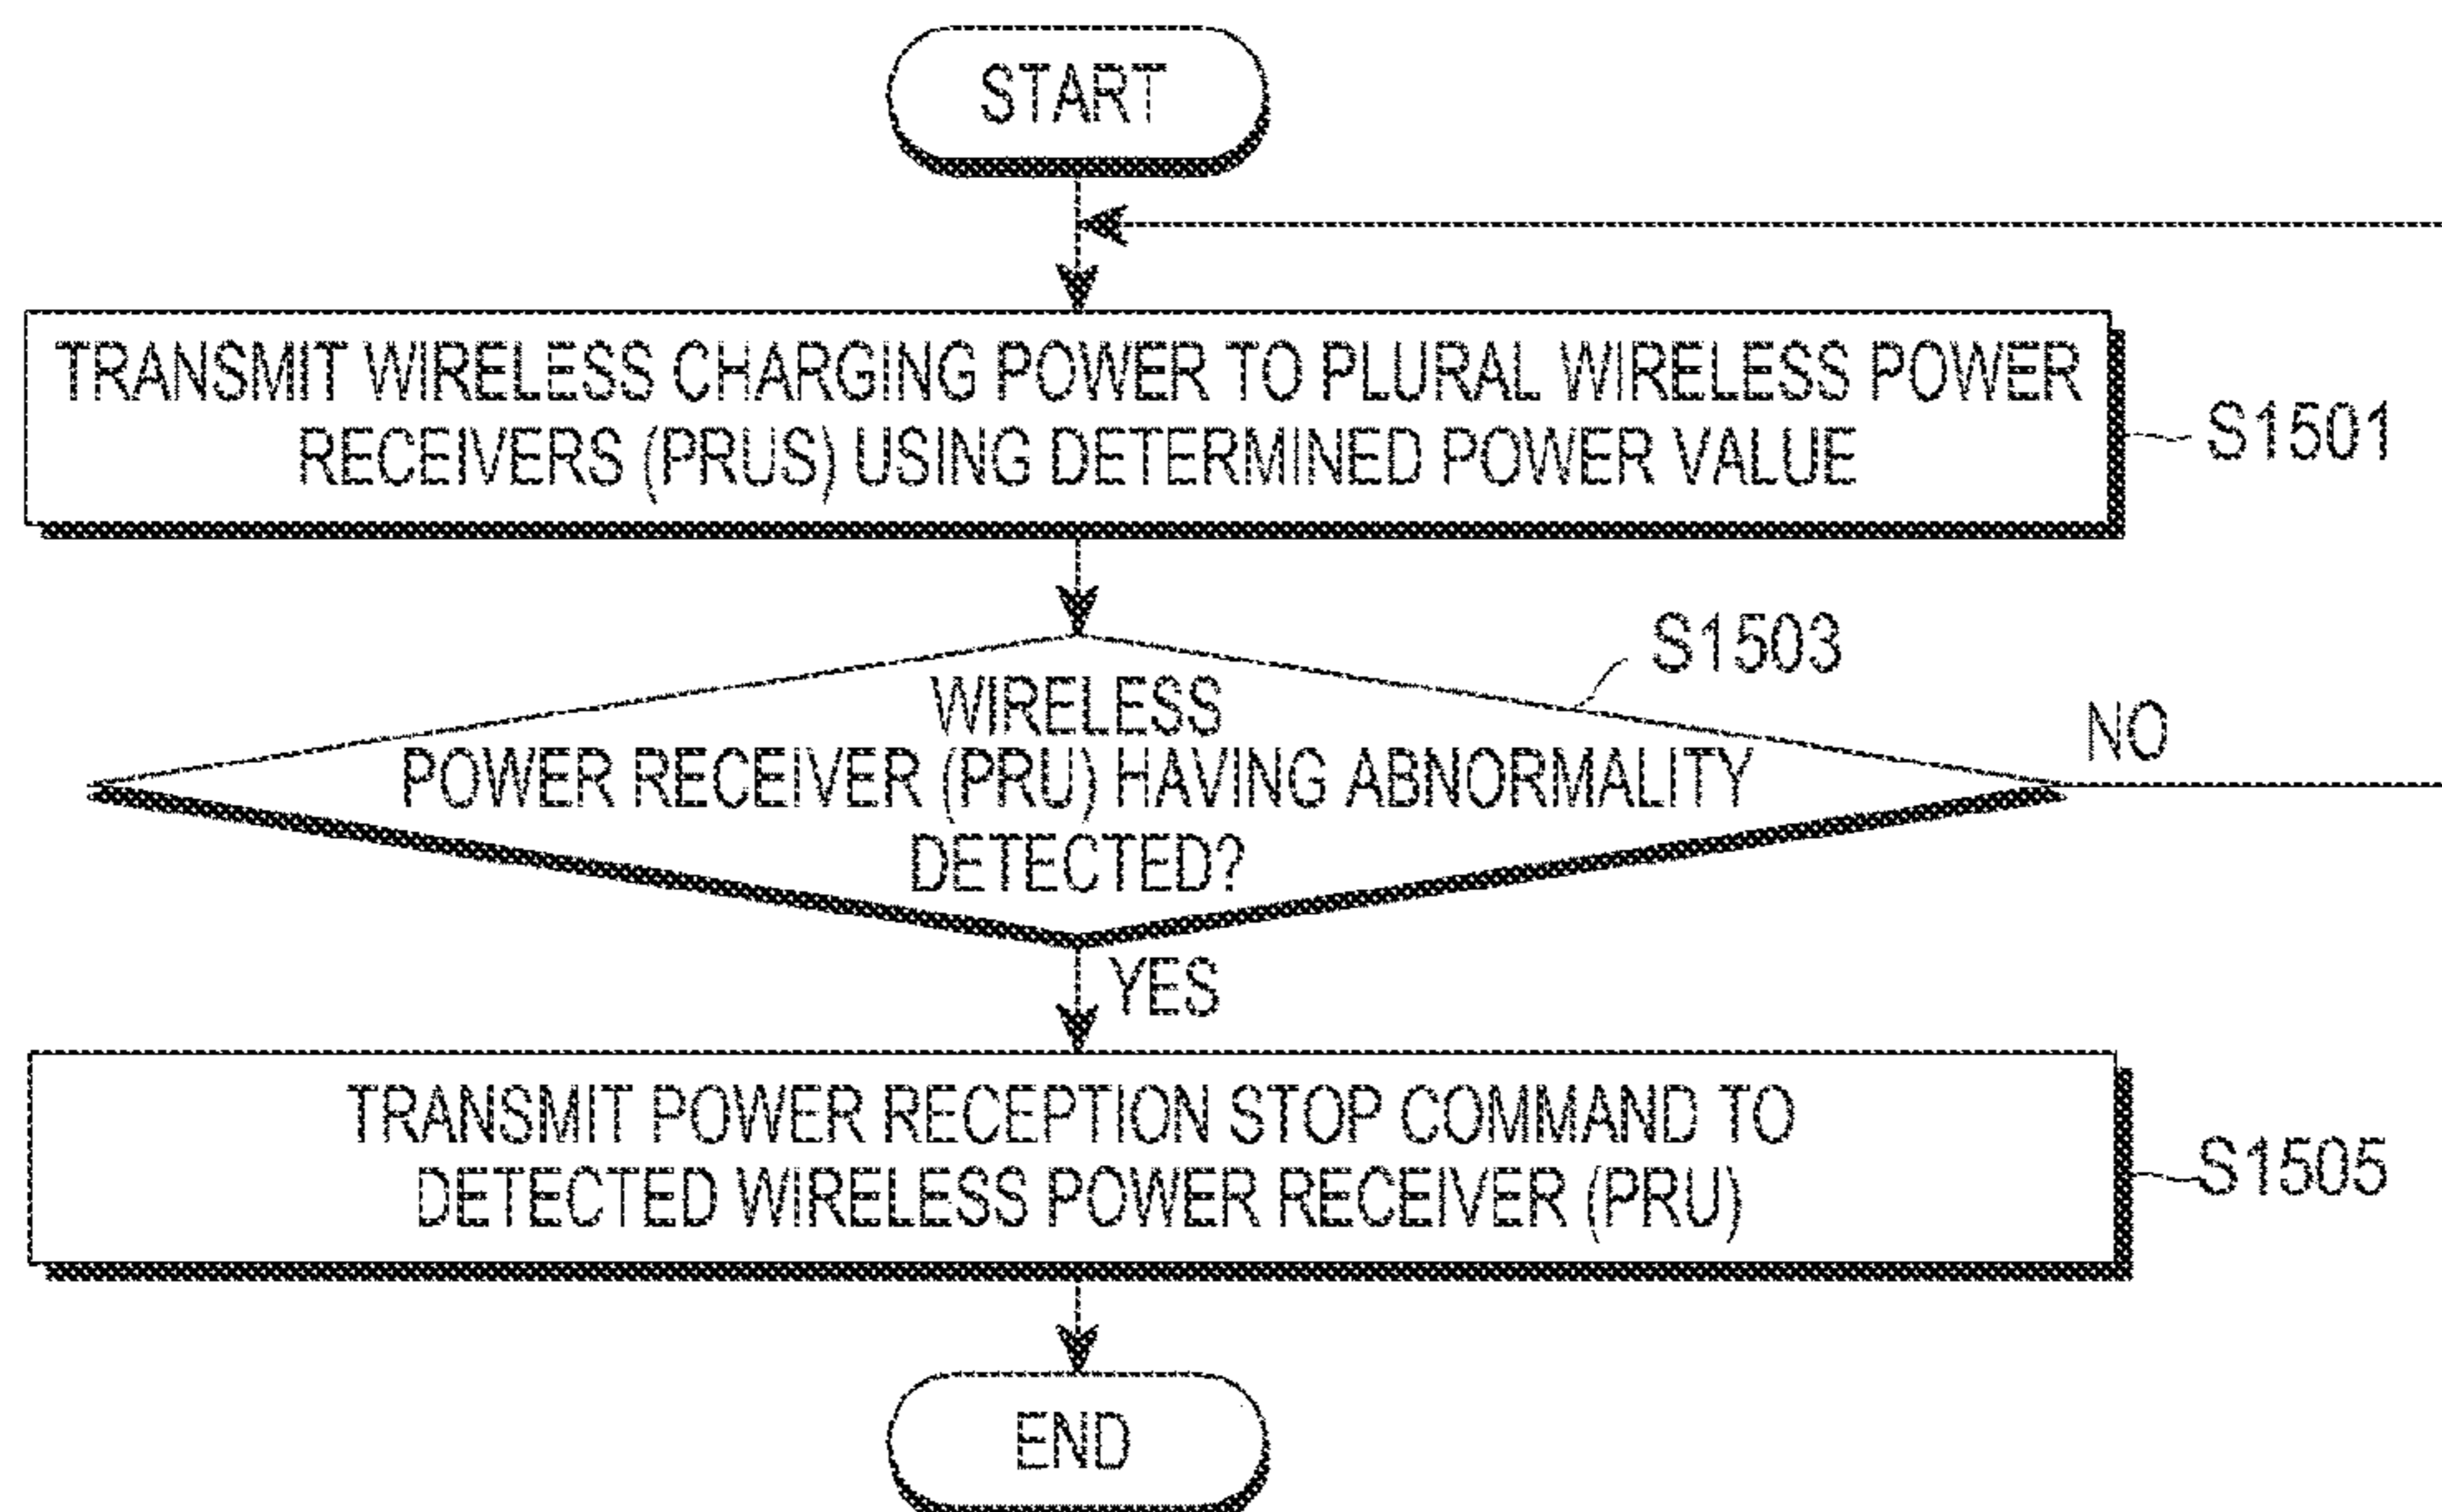 START
TRANSMIT WIRELESS CHARGING POWER TO PLURAL WIRELESS POWER
RECEIVERS (PRUS) USING DETERMINED POWER VALUE
S1501
S1503
WIRELESS
POWER RECEIVER (PRU) HAVING ABNORMALITY
DETECTED?
NO
YES
TRANSMIT POWER RECEPTION STOP COMMAND TO
DETECTED WIRELESS POWER RECEIVER (PRU)
S1505
END